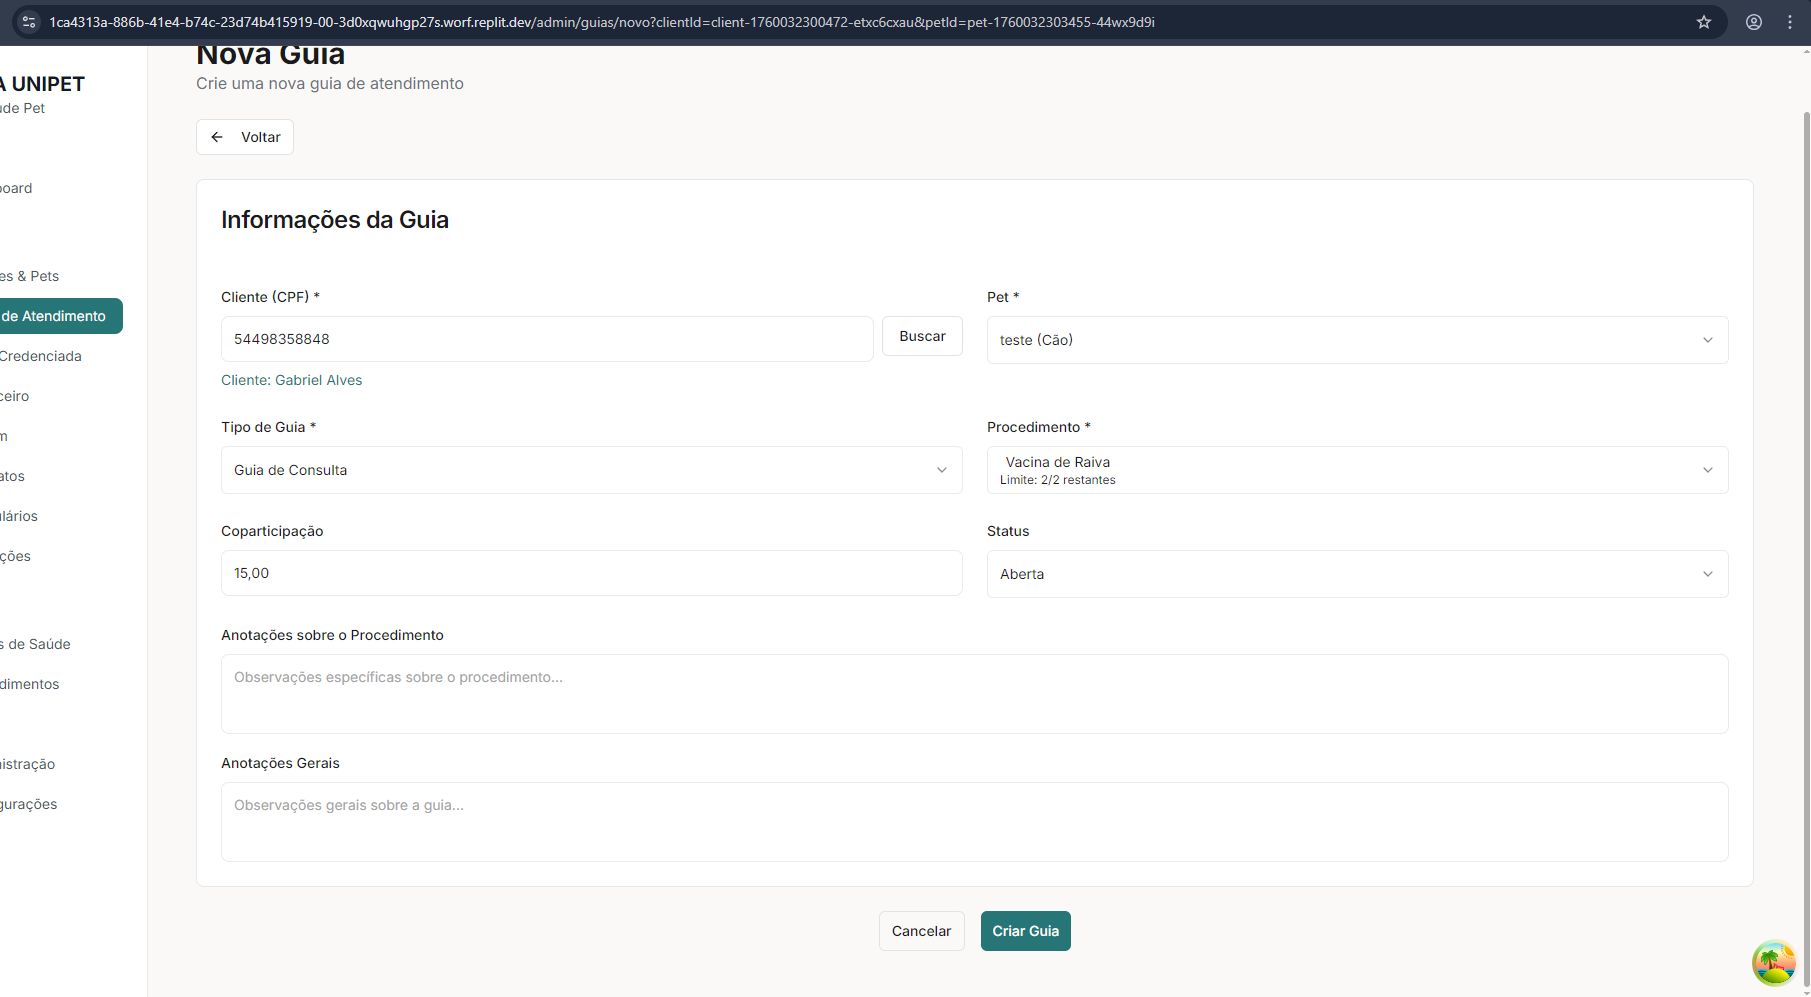 1ca4313a-886b-41e4-b74c-23d74b415919-00-3d0xqwuhgp27s.worf.replit.dev/admin/guias/novo?clientId=client-1760032300472-etxc6cxau&petId=pet-1760032303455-44wx9d9i
A UNIPET
úde Pet
board
es & Pets
de Atendimento
Credenciada
ceiro
m
atos
ulários
ções
s de Saúde
dimentos
nistração
gurações
Nova Guia
Crie uma nova guia de atendimento
Voltar
Informações da Guia
Cliente (CPF) *
54498358848
Buscar
Cliente: Gabriel Alves
Pet *
teste (Cão)
Tipo de Guia *
Guia de Consulta
Procedimento *
Vacina de Raiva
Limite: 2/2 restantes
Coparticipação
15,00
Status
Aberta
Anotações sobre o Procedimento
Observações específicas sobre o procedimento...
Anotações Gerais
Observações gerais sobre a guia...
Cancelar
Criar Guia